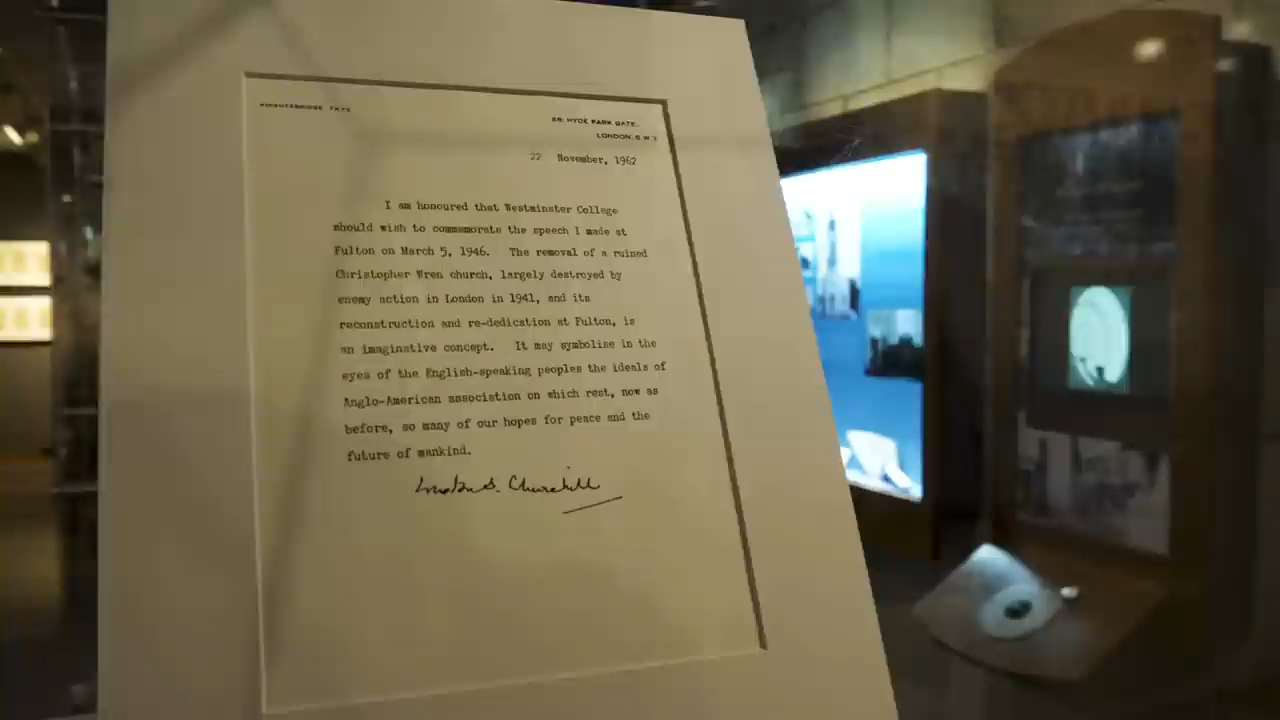 28, HYDE PARK GATE,
LONDON, S.W.7
22 November, 1962
I am honoured that Westminster College
should wish to commemorate the speech I made at
Fulton on March 5, 1946. The removal of a ruined
Christopher Wren church, largely destroyed by
enemy action in London in 1941, and its
reconstruction and re-dedication at Fulton, is
an imaginative concept. It may symbolise in the
eyes of the English-speaking peoples the ideals of
Anglo-American association on which rest, now as
before, so many of our hopes for peace and the
future of mankind.
Winston S. Churchill